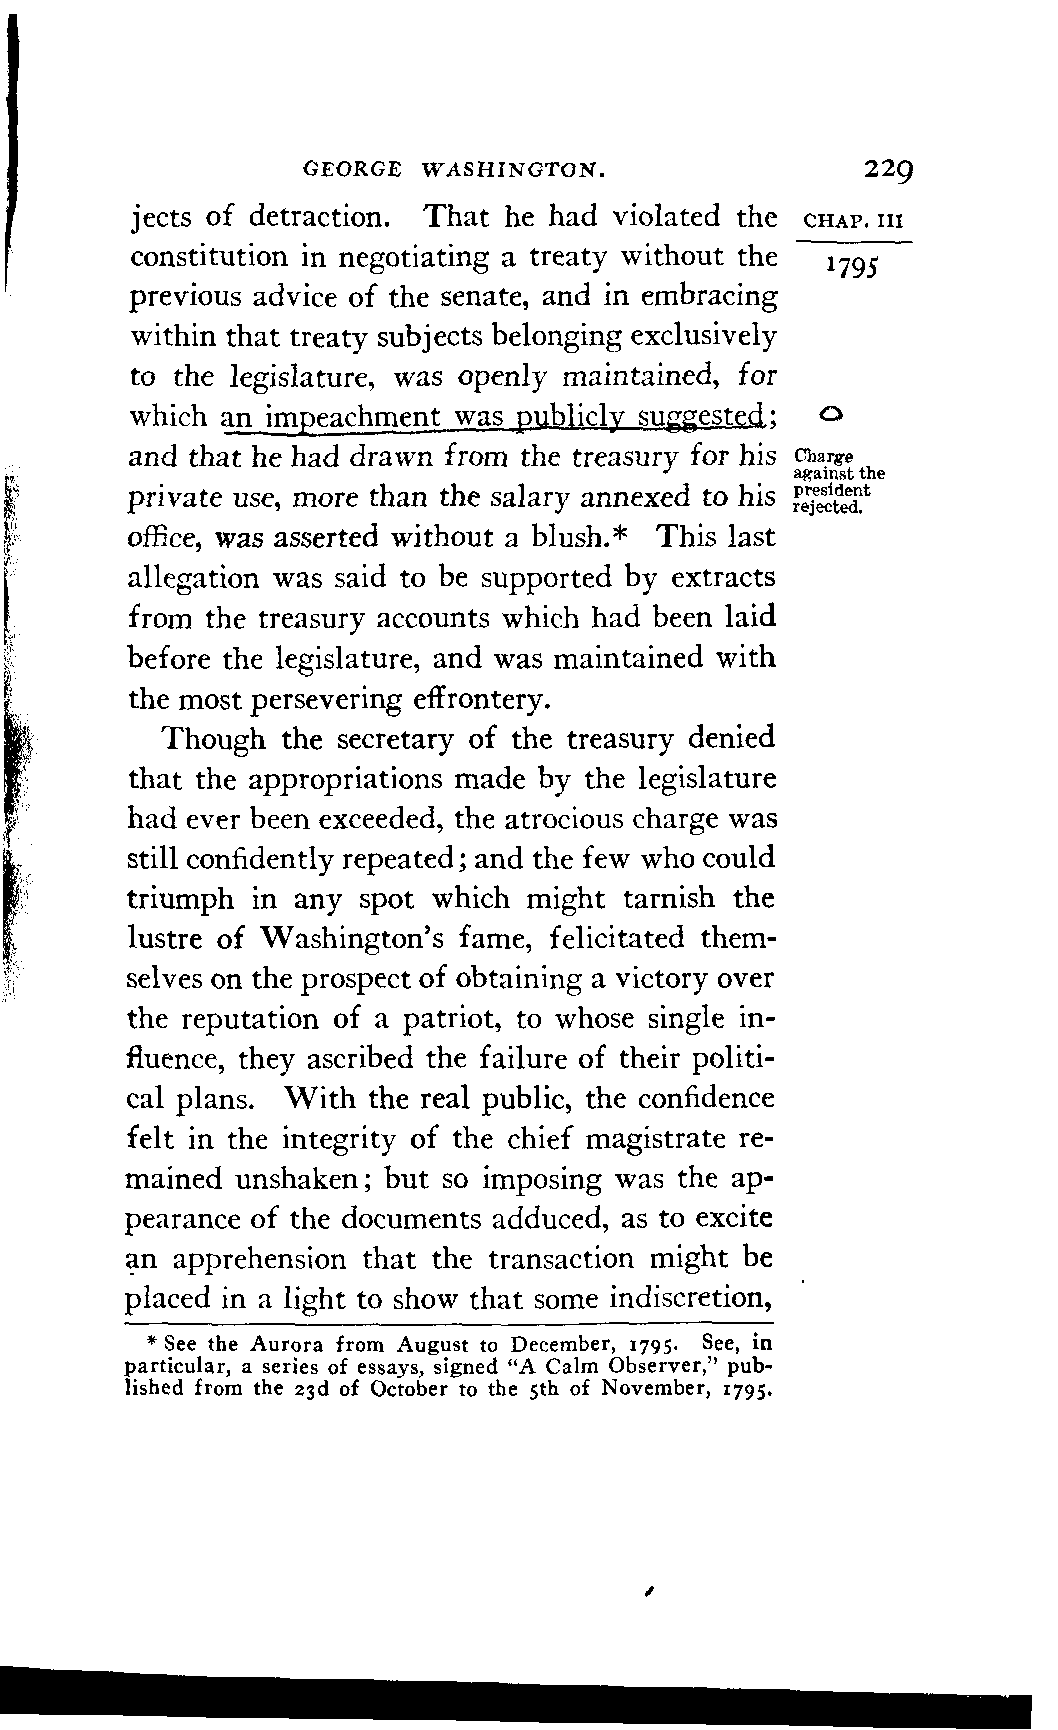 GEORGE WASHINGTON. 229
CHAP. III
1795
jects of detraction. That he had violated the
constitution in negotiating a treaty without the
previous advice of the senate, and in embracing
within that treaty subjects belonging exclusively
to the legislature, was openly maintained, for
which an impeachment was publicly suggested;
and that he had drawn from the treasury for his
private use, more than the salary annexed to his
office, was asserted without a blush.* This last
allegation was said to be supported by extracts
from the treasury accounts which had been laid
before the legislature, and was maintained with
the most persevering effrontery.
Charge
against the
president
rejected.
Though the secretary of the treasury denied
that the appropriations made by the legislature
had ever been exceeded, the atrocious charge was
still confidently repeated; and the few who could
triumph in any spot which might tarnish the
lustre of Washington's fame, felicitated them-
selves on the prospect of obtaining a victory over
the reputation of a patriot, to whose single in-
fluence, they ascribed the failure of their politi-
cal plans. With the real public, the confidence
felt in the integrity of the chief magistrate re-
mained unshaken; but so imposing was the ap-
pearance of the documents adduced, as to excite
an apprehension that the transaction might be
placed in a light to show that some indiscretion,
* See the Aurora from August to December, 1795. See, in
particular, a series of essays, signed "A Calm Observer," pub-
lished from the 23d of October to the 5th of November, 1795.